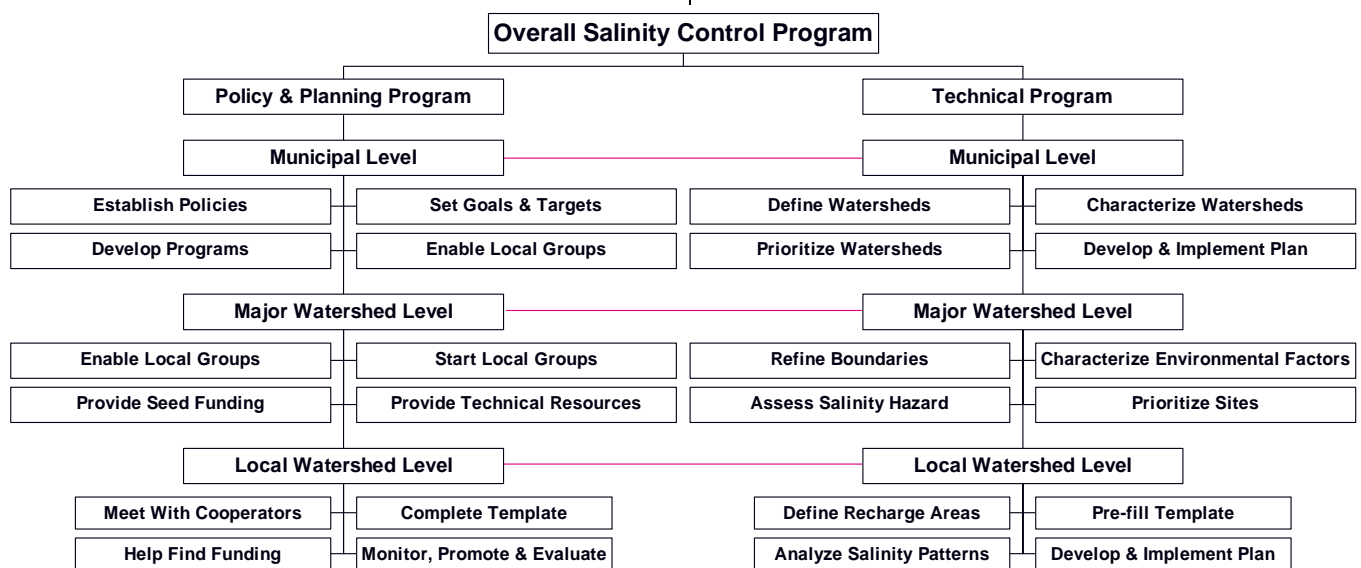 Overall Salinity Control Program
Policy & Planning Program
Technical Program
Municipal Level
Municipal Level
Establish Policies
Set Goals & Targets
Define Watersheds
Characterize Watersheds
Develop Programs
Enable Local Groups
Prioritize Watersheds
Develop & Implement Plan
Major Watershed Level
Major Watershed Level
Enable Local Groups
Start Local Groups
Refine Boundaries
Characterize Environmental Factors
Provide Seed Funding
Provide Technical Resources
Assess Salinity Hazard
Prioritize Sites
Local Watershed Level
Local Watershed Level
Meet With Cooperators
Complete Template
Define Recharge Areas
Pre-fill Template
Help Find Funding
Monitor, Promote & Evaluate
Analyze Salinity Patterns
Develop & Implement Plan